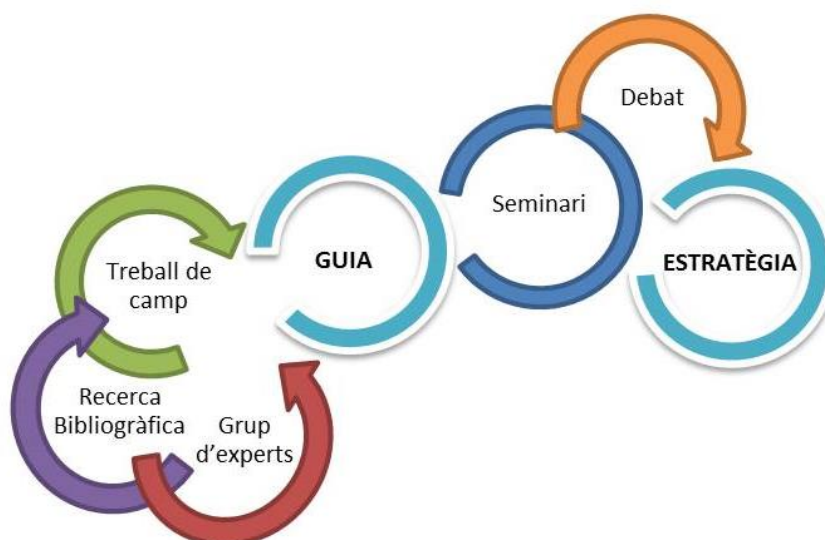 Debat
Seminari
GUIA
ESTRATÈGIA
Treball de
camp
Recerca
Bibliogràfica
Grup
d'experts